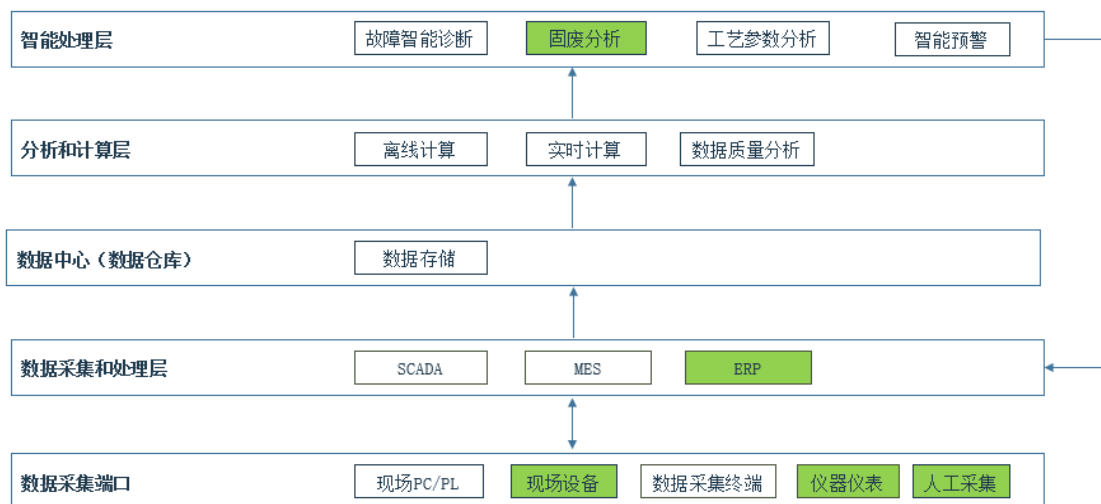 智能处理层 故障智能诊断 固废分析 工艺参数分析 智能预警
分析和计算层 离线计算 实时计算 数据质量分析
数据中心（数据仓库） 数据存储
数据采集和处理层 SCADA MES ERP
数据采集端口 现场PC/PL 现场设备 数据采集终端 仪器仪表 人工采集